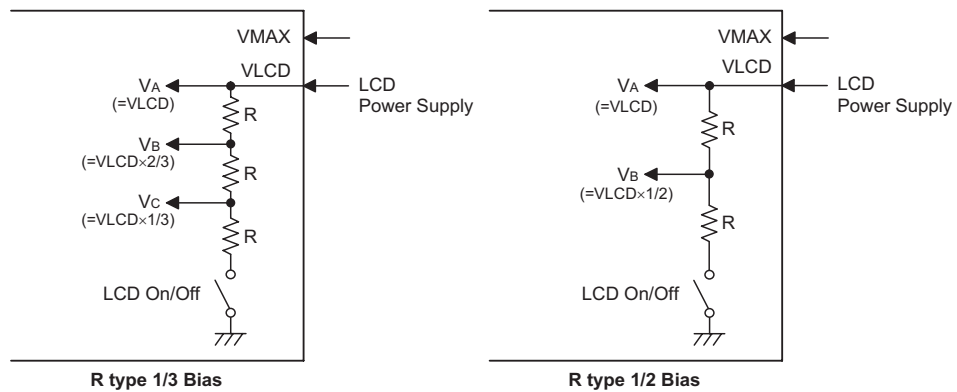 VMAX
VLCD
VA
(=VLCD)
LCD
Power Supply
R
VB
(=VLCD×2/3)
R
VC
(=VLCD×1/3)
R
LCD On/Off
R type 1/3 Bias
VMAX
VLCD
VA
(=VLCD)
LCD
Power Supply
R
VB
(=VLCD×1/2)
R
LCD On/Off
R type 1/2 Bias